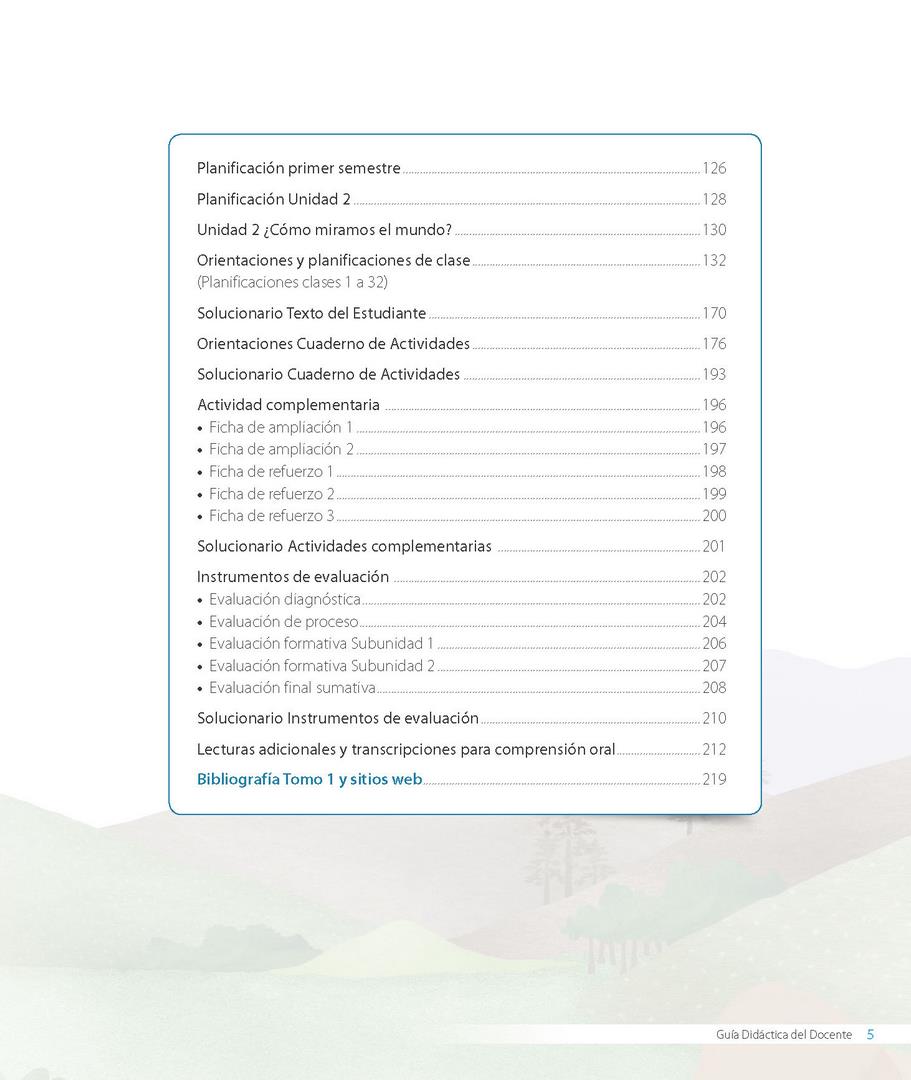 Planificación primer semestre 126
Planificación Unidad 2 128
Unidad 2 ¿Cómo miramos el mundo? 130
Orientaciones y planificaciones de clase 132
(Planificaciones clases 1 a 32)
Solucionario Texto del Estudiante 170
Orientaciones Cuaderno de Actividades 176
Solucionario Cuaderno de Actividades 193
Actividad complementaria 196
• Ficha de ampliación 1 196
• Ficha de ampliación 2 197
• Ficha de refuerzo 1 198
• Ficha de refuerzo 2 199
• Ficha de refuerzo 3 200
Solucionario Actividades complementarias 201
Instrumentos de evaluación 202
• Evaluación diagnóstica 202
• Evaluación de proceso 204
• Evaluación formativa Subunidad 1 206
• Evaluación formativa Subunidad 2 207
• Evaluación final sumativa 208
Solucionario Instrumentos de evaluación 210
Lecturas adicionales y transcripciones para comprensión oral 212
Bibliografía Tomo 1 y sitios web 219
Guía Didáctica del Docente 5